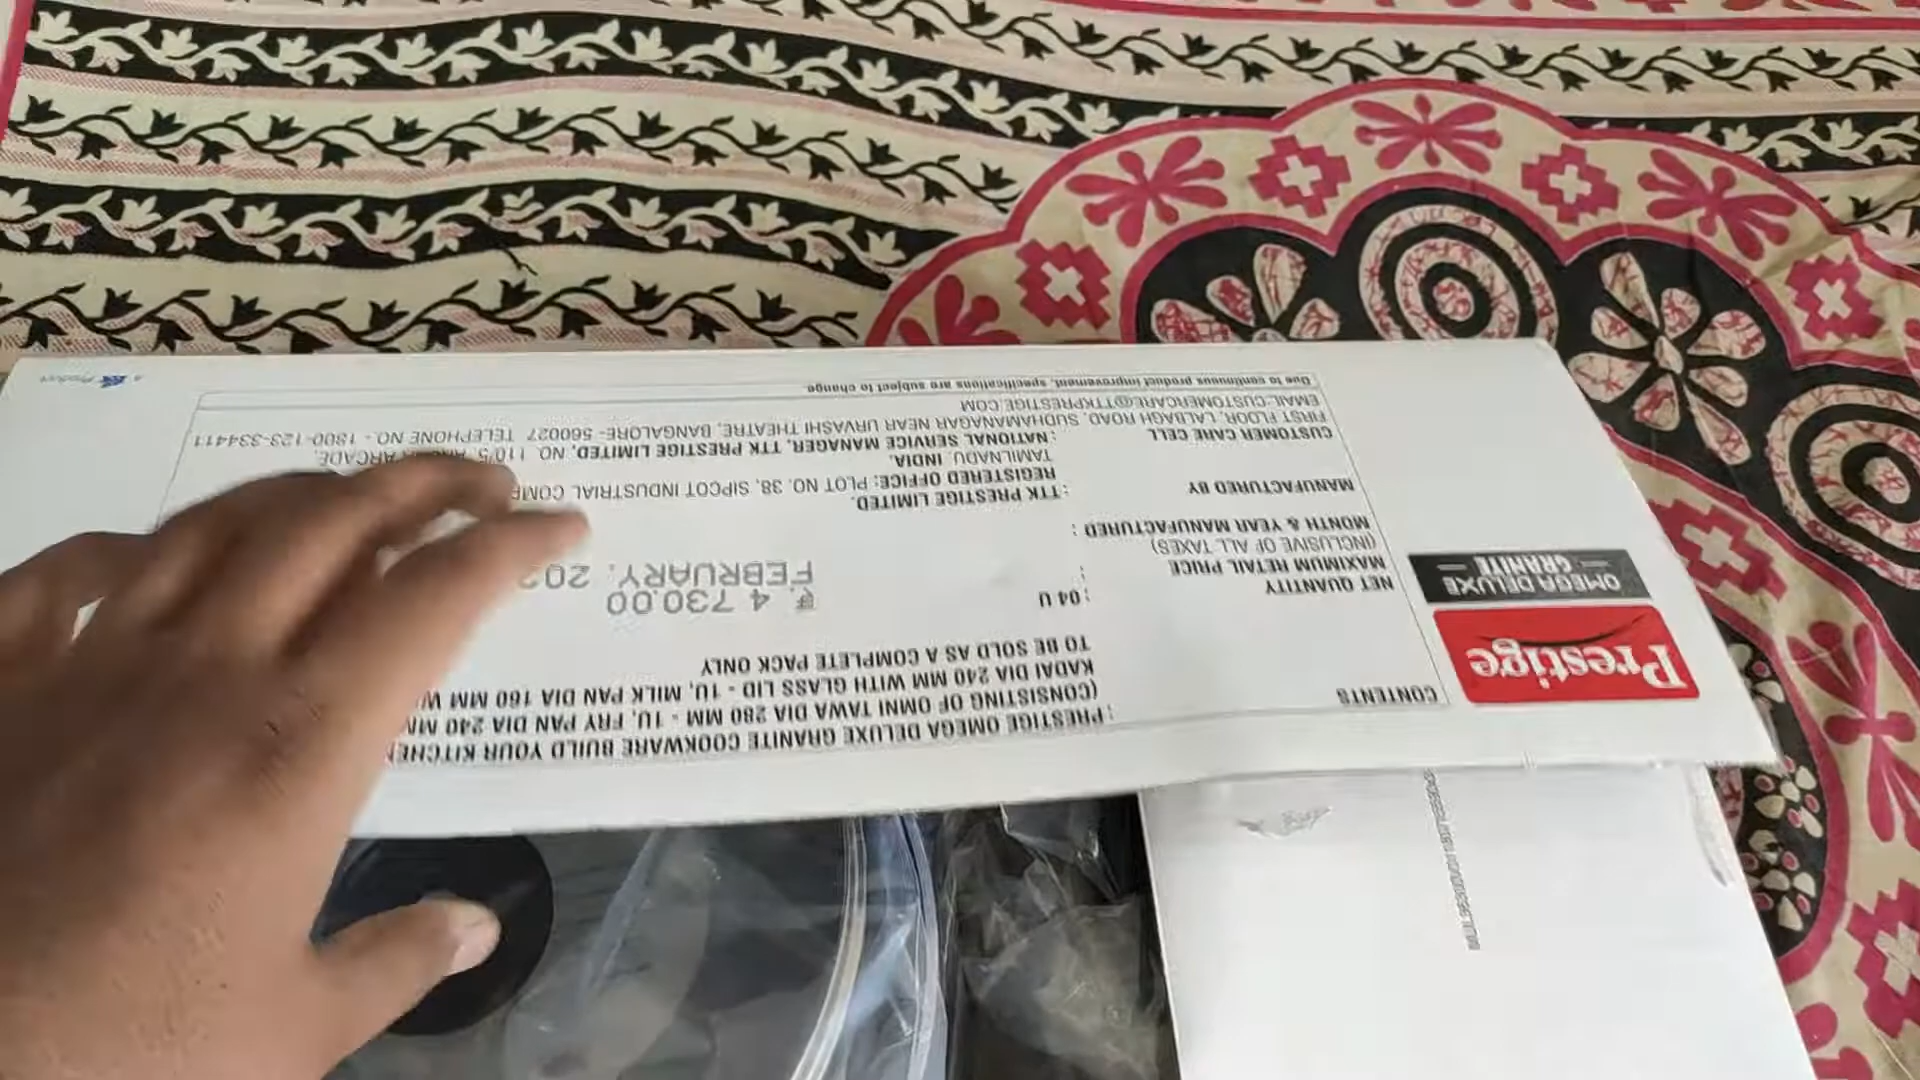 Prestige
OMEGA DELUXE
GRANITE
CONTENTS
: PRESTIGE OMEGA DELUXE GRANITE COOKWARE BUILD YOUR KITCHEN
(CONSISTING OF OMNI TAWA DIA 280 MM - 1U, FRY PAN DIA 240 MM
KADAI DIA 240 MM WITH GLASS LID - 1U, MILK PAN DIA 160 MM
TO BE SOLD AS A COMPLETE PACK ONLY
NET QUANTITY : 04 U
MAXIMUM RETAIL PRICE : ₹ 4 730.00
(INCLUSIVE OF ALL TAXES)
MONTH & YEAR MANUFACTURED : FEBRUARY, 202
MANUFACTURED BY : TTK PRESTIGE LIMITED.
REGISTERED OFFICE: PLOT NO. 38, SIPCOT INDUSTRIAL
TAMILNADU. INDIA.
CUSTOMER CARE CELL : NATIONAL SERVICE MANAGER, TTK PRESTIGE LIMITED, NO. 110/5, ARCADE,
FIRST FLOOR, LALBAGH ROAD, SUDHAMANAGAR NEAR URVASHI THEATRE, BANGALORE- 560027 TELEPHONE NO - 1800-123-334411
EMAIL:CUSTOMERCARE@TTKPRESTIGE.COM
Due to continuous product improvement, specifications are subject to change.
A Product